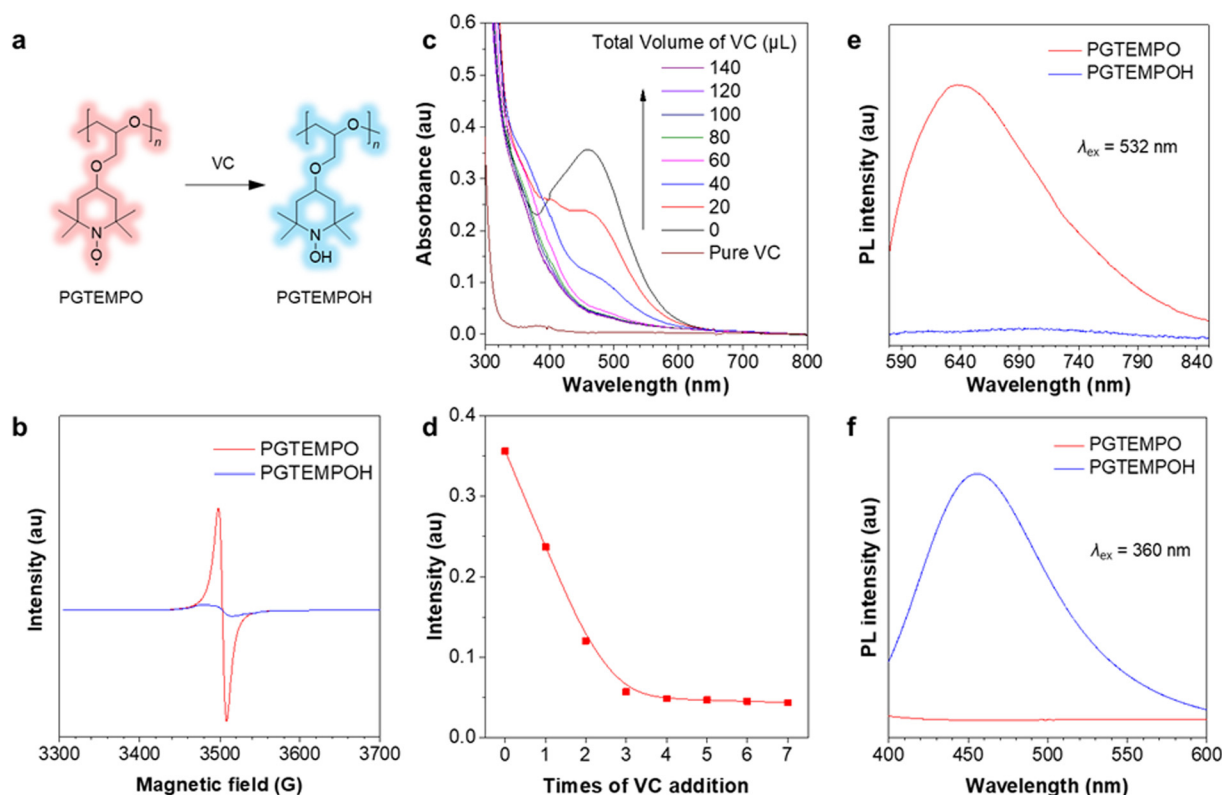 a
O
n
O
N
O•
PGTEMPO
VC
O
n
O
N
OH
PGTEMPOH
b
PGTEMPO
PGTEMPOH
Intensity (au)
3300 3400 3500 3600 3700
Magnetic field (G)
c
0.6
0.5
0.4
0.3
0.2
0.1
0.0
Absorbance (au)
Total Volume of VC (µL)
140
120
100
80
60
40
20
0
Pure VC
300 400 500 600 700 800
Wavelength (nm)
d
0.4
0.3
0.2
0.1
0.0
Intensity (au)
0 1 2 3 4 5 6 7
Times of VC addition
e
PL intensity (au)
PGTEMPO
PGTEMPOH
λex = 532 nm
590 640 690 740 790 840
Wavelength (nm)
f
PL intensity (au)
PGTEMPO
PGTEMPOH
λex = 360 nm
400 450 500 550 600
Wavelength (nm)